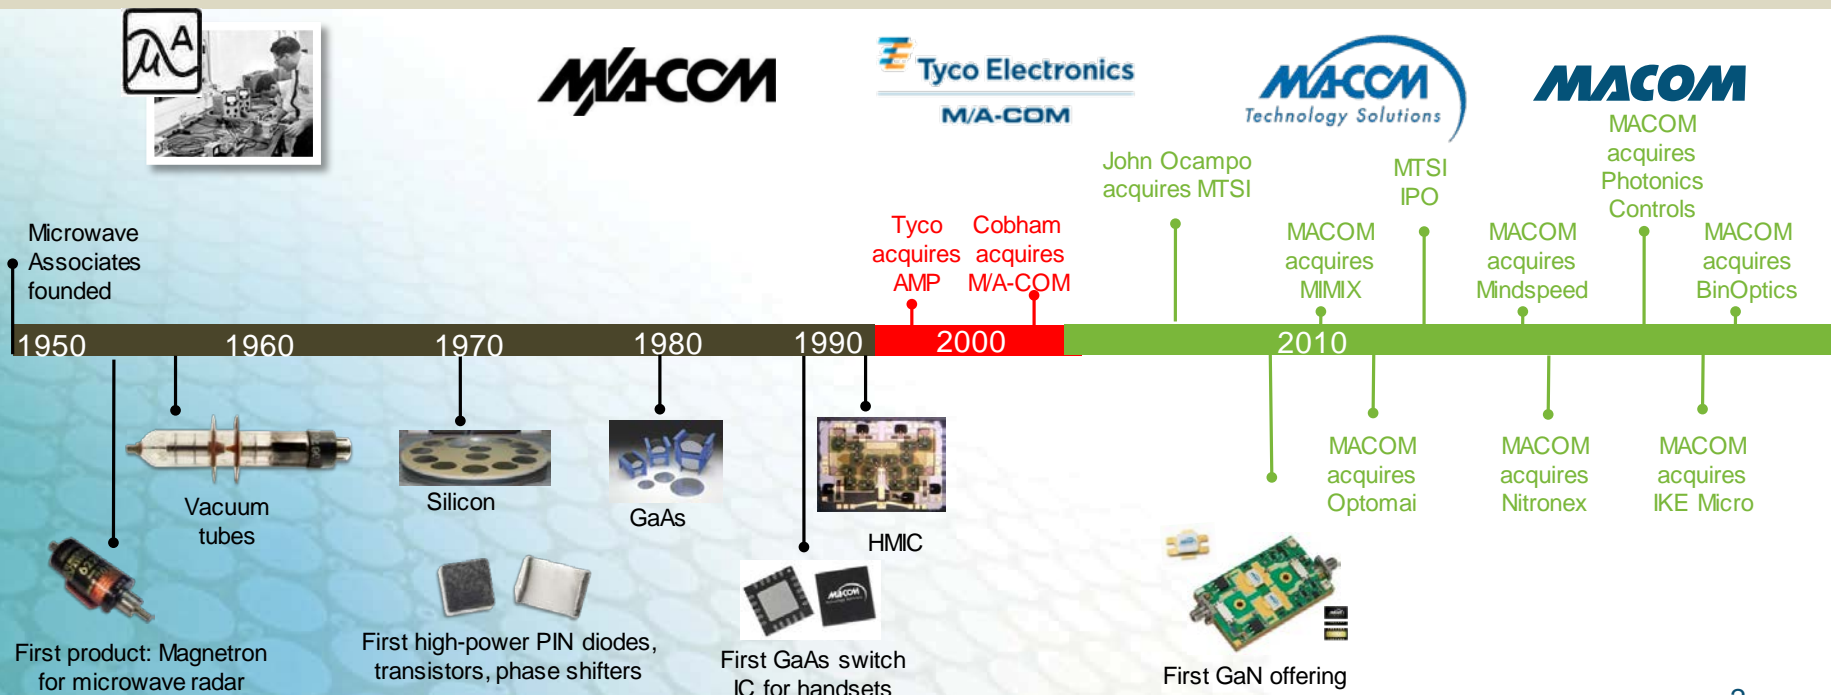 μA
M/A-COM
Tyco Electronics
M/A-COM
M/A-COM
Technology Solutions
MACOM
Microwave
Associates
founded
Tyco
acquires
AMP
Cobham
acquires
M/A-COM
John Ocampo
acquires MTSI
MACOM
acquires
MIMIX
MTSI
IPO
MACOM
acquires
Mindspeed
MACOM
acquires
Photonics
Controls
MACOM
acquires
BinOptics
1950
1960
1970
1980
1990
2000
2010
Vacuum
tubes
Silicon
GaAs
HMIC
MACOM
acquires
Optomai
MACOM
acquires
Nitronex
MACOM
acquires
IKE Micro
First product: Magnetron
for microwave radar
First high-power PIN diodes,
transistors, phase shifters
First GaAs switch
IC for handsets
First GaN offering